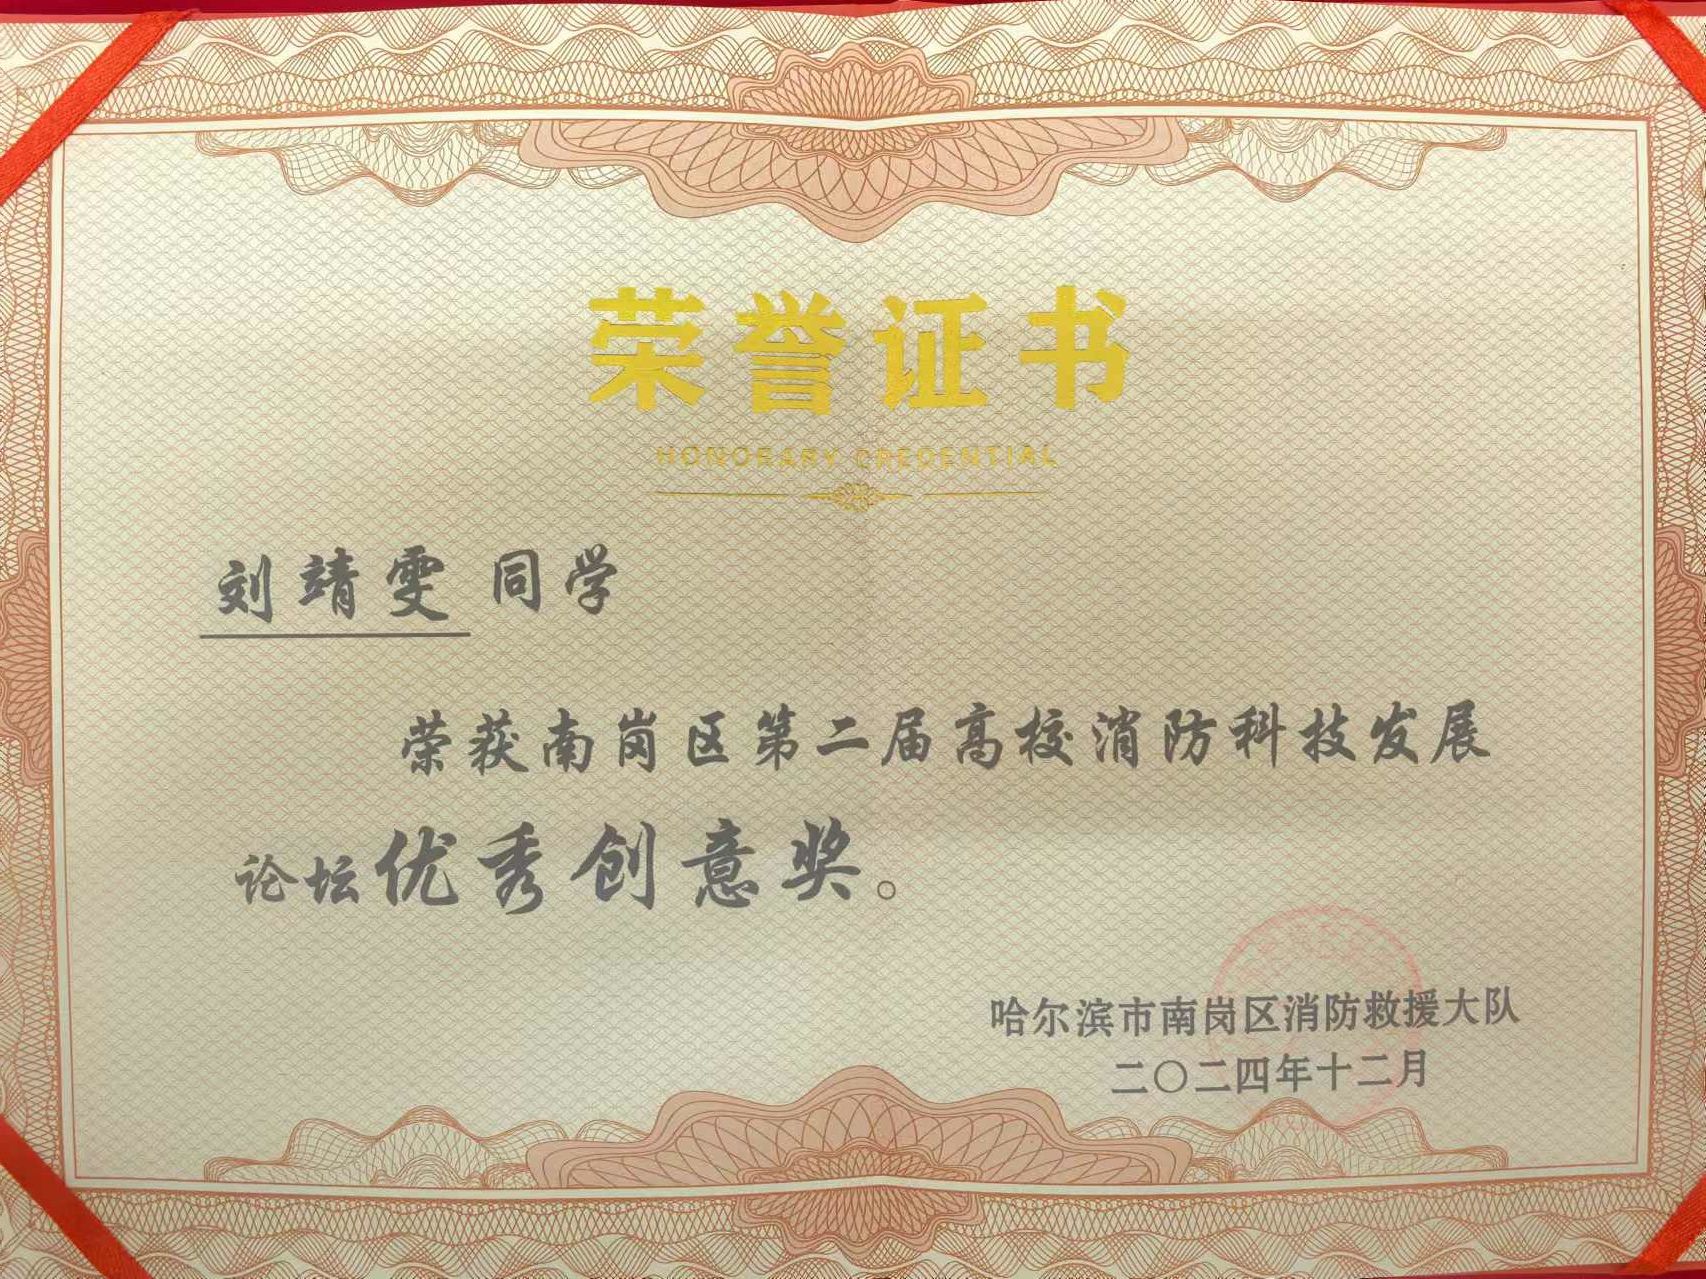 荣誉证书
HONORARY CREDENTIAL
刘靖雯 同学
荣获南岗区第二届高校消防科技发展
论坛优秀创意奖。
哈尔滨市南岗区消防救援大队
二〇二四年十二月